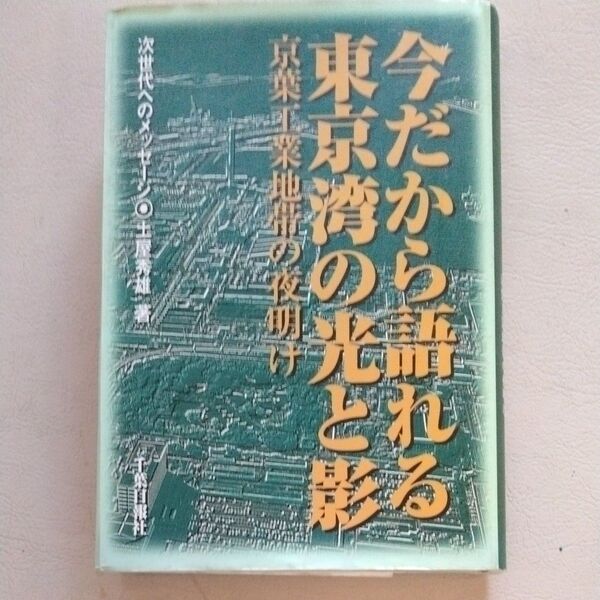 今だから語れる
東京湾の光と影
京葉工業地帯の夜明け
次世代へのメッセージ◉土屋秀雄 著
千葉日報社